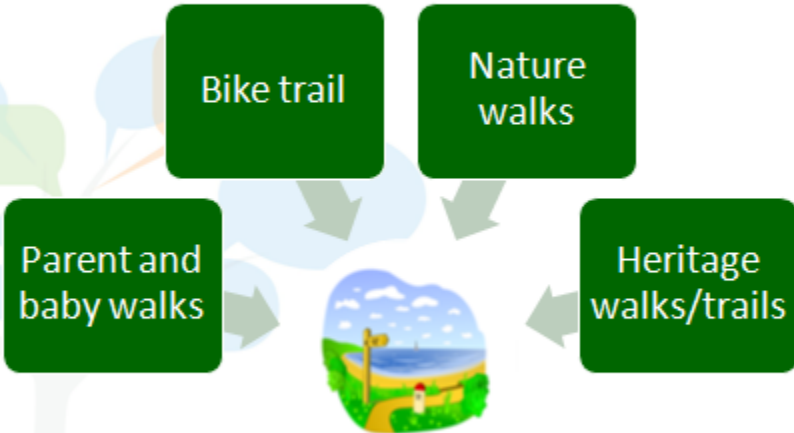 Bike trail
Nature
walks
Parent and
baby walks
Heritage
walks/trails